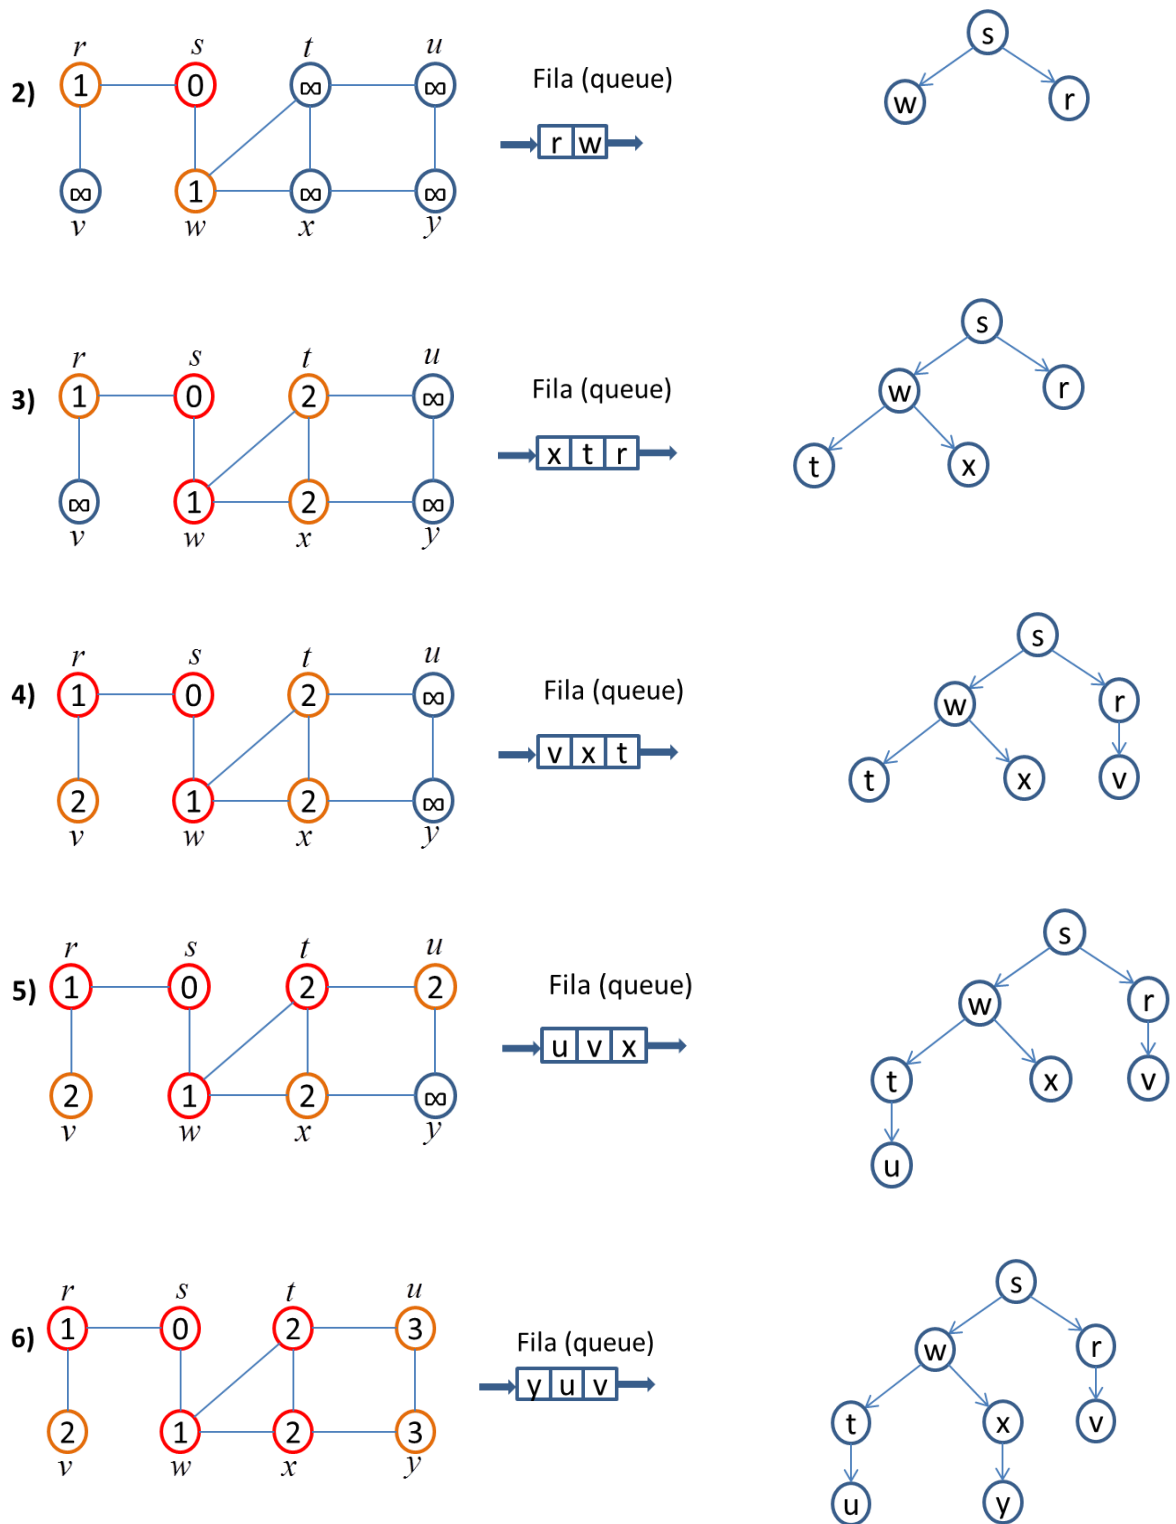 r s t u
2) 1 0 ∞ ∞
∞ 1 ∞ ∞
v w x y
Fila (queue)
r w
s
w r
r s t u
3) 1 0 2 ∞
∞ 1 2 ∞
v w x y
Fila (queue)
x t r
s
w r
t x
r s t u
4) 1 0 2 ∞
2 1 2 ∞
v w x y
Fila (queue)
v x t
s
w r
t x v
r s t u
5) 1 0 2 2
2 1 2 ∞
v w x y
Fila (queue)
u v x
s
w r
t x v
u
r s t u
6) 1 0 2 3
2 1 2 3
v w x y
Fila (queue)
y u v
s
w r
t x v
u y